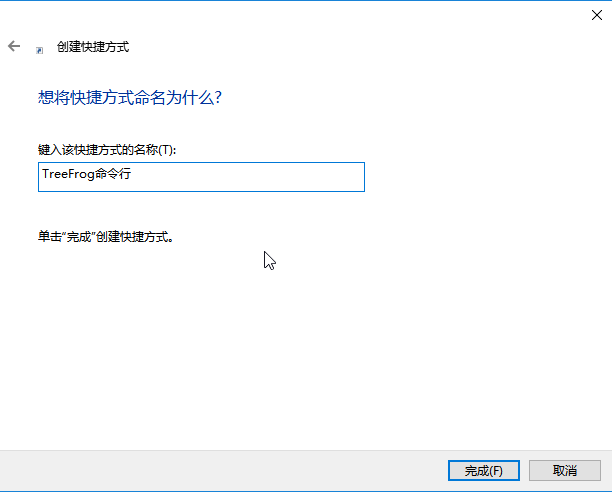 创建快捷方式
想将快捷方式命名为什么?
键入该快捷方式的名称(T):
TreeFrog命令行
单击“完成”创建快捷方式。
完成(F)
取消